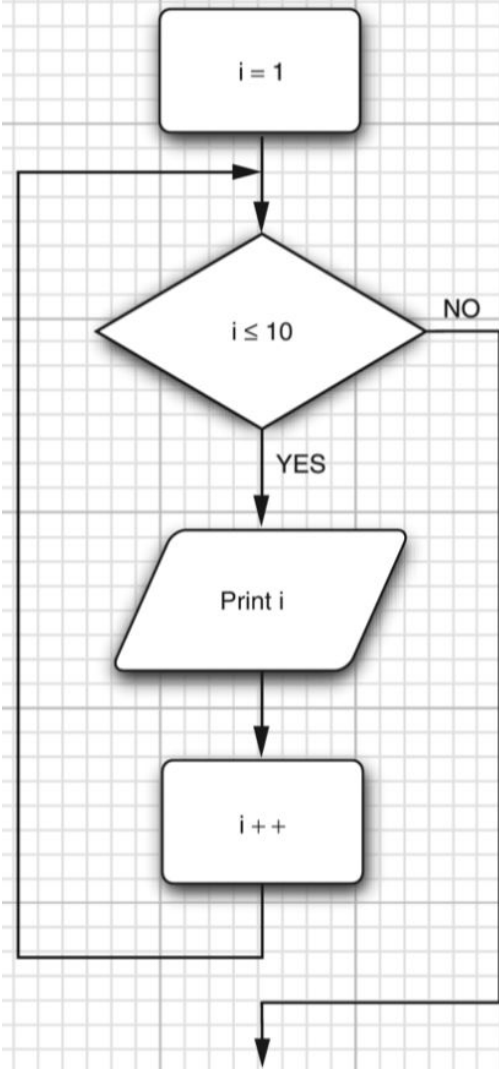 i = 1
i ≤ 10
NO
YES
Print i
i + +